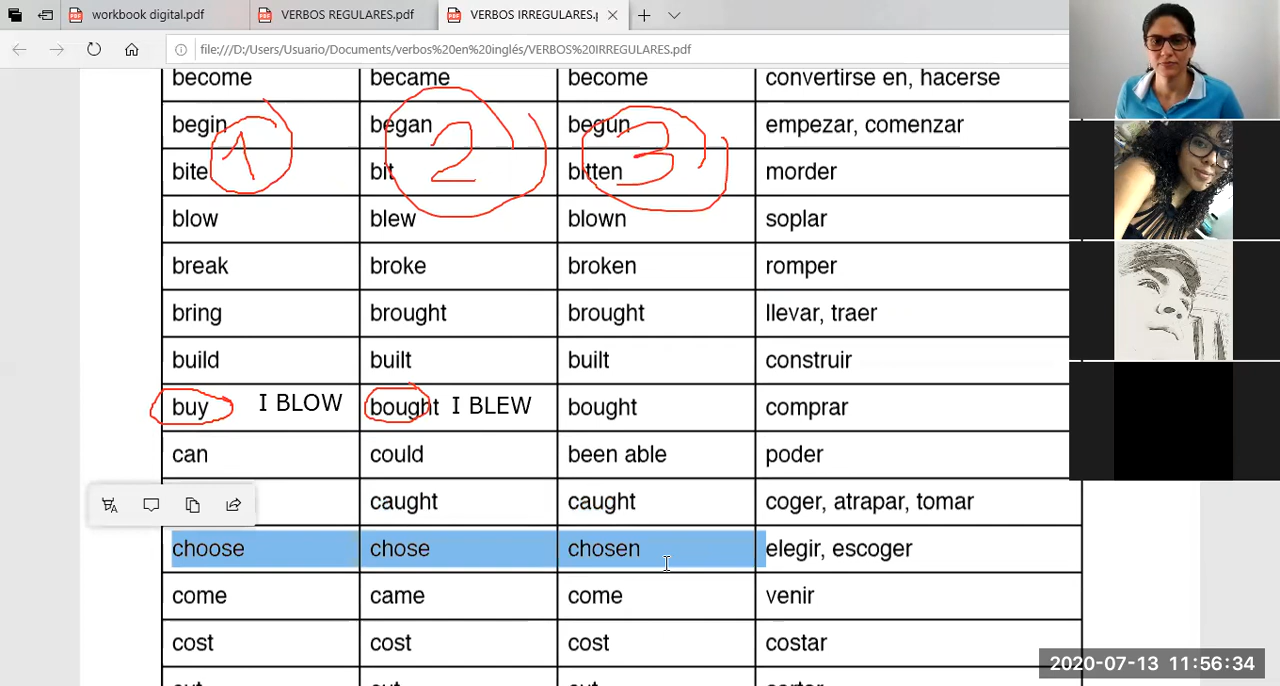 workbook digital.pdf VERBOS REGULARES.pdf VERBOS IRREGULARES.p
file:///D:/Users/Usuario/Documents/verbos%20en%20inglés/VERBOS%20IRREGULARES.pdf
become became become convertirse en, hacerse
begin began begun empezar, comenzar
1 2 3
bite bit bitten morder
blow blew blown soplar
break broke broken romper
bring brought brought llevar, traer
build built built construir
buy I BLOW bought I BLEW bought comprar
can could been able poder
caught caught coger, atrapar, tomar
choose chose chosen elegir, escoger
come came come venir
cost cost cost costar
2020-07-13 11:56:34